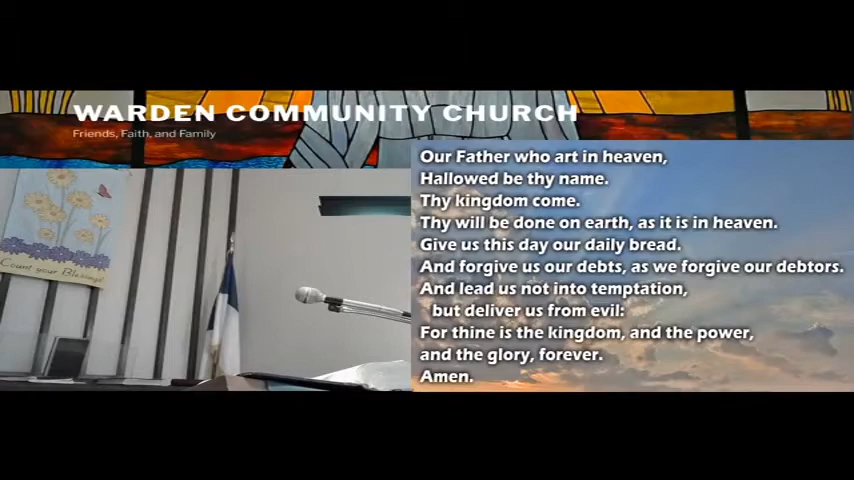 WARDEN COMMUNITY CHURCH
Friends, Faith, and Family
Our Father who art in heaven,
Hallowed be thy name.
Thy kingdom come.
Thy will be done on earth, as it is in heaven.
Give us this day our daily bread.
And forgive us our debts, as we forgive our debtors.
And lead us not into temptation,
but deliver us from evil:
For thine is the kingdom, and the power,
and the glory, forever.
Amen.
Count your Blessings